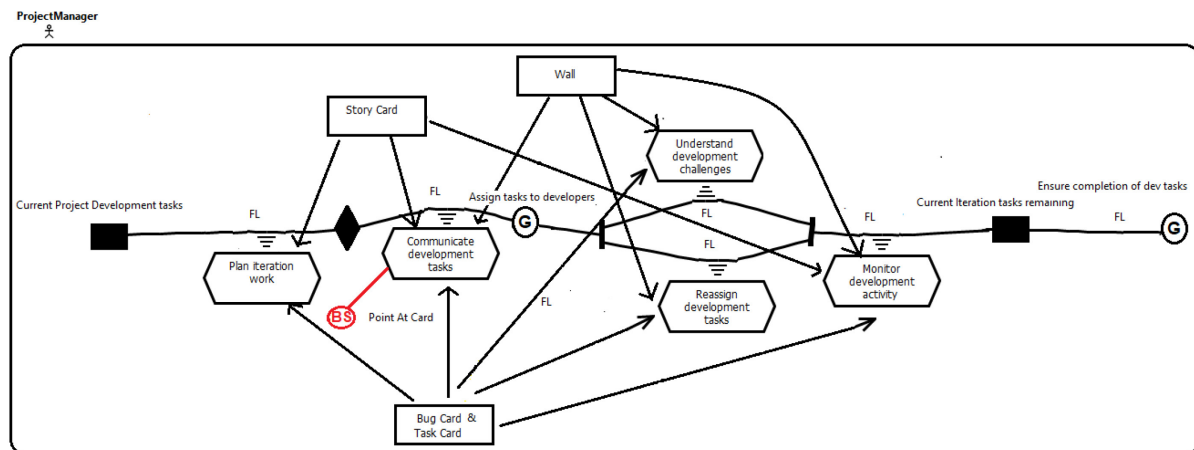 ProjectManager
Wall
Story Card
Understand
development
challenges
Ensure completion of dev tasks
Current Project Development tasks
FL
FL
Assign tasks to developers
FL
FL
Current Iteration tasks remaining
FL
G
G
Communicate
development
tasks
FL
Plan iteration
work
Monitor
development
activity
Reassign
development
tasks
FL
BS
Point At Card
Bug Card &
Task Card